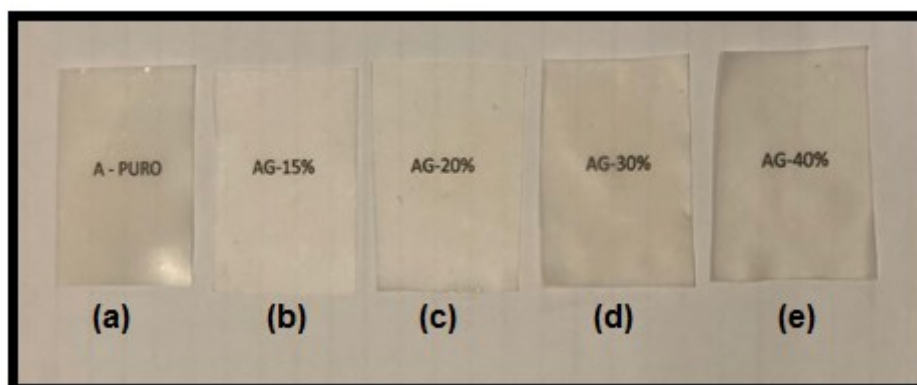 A - PURO
AG-15%
AG-20%
AG-30%
AG-40%
(a)
(b)
(c)
(d)
(e)